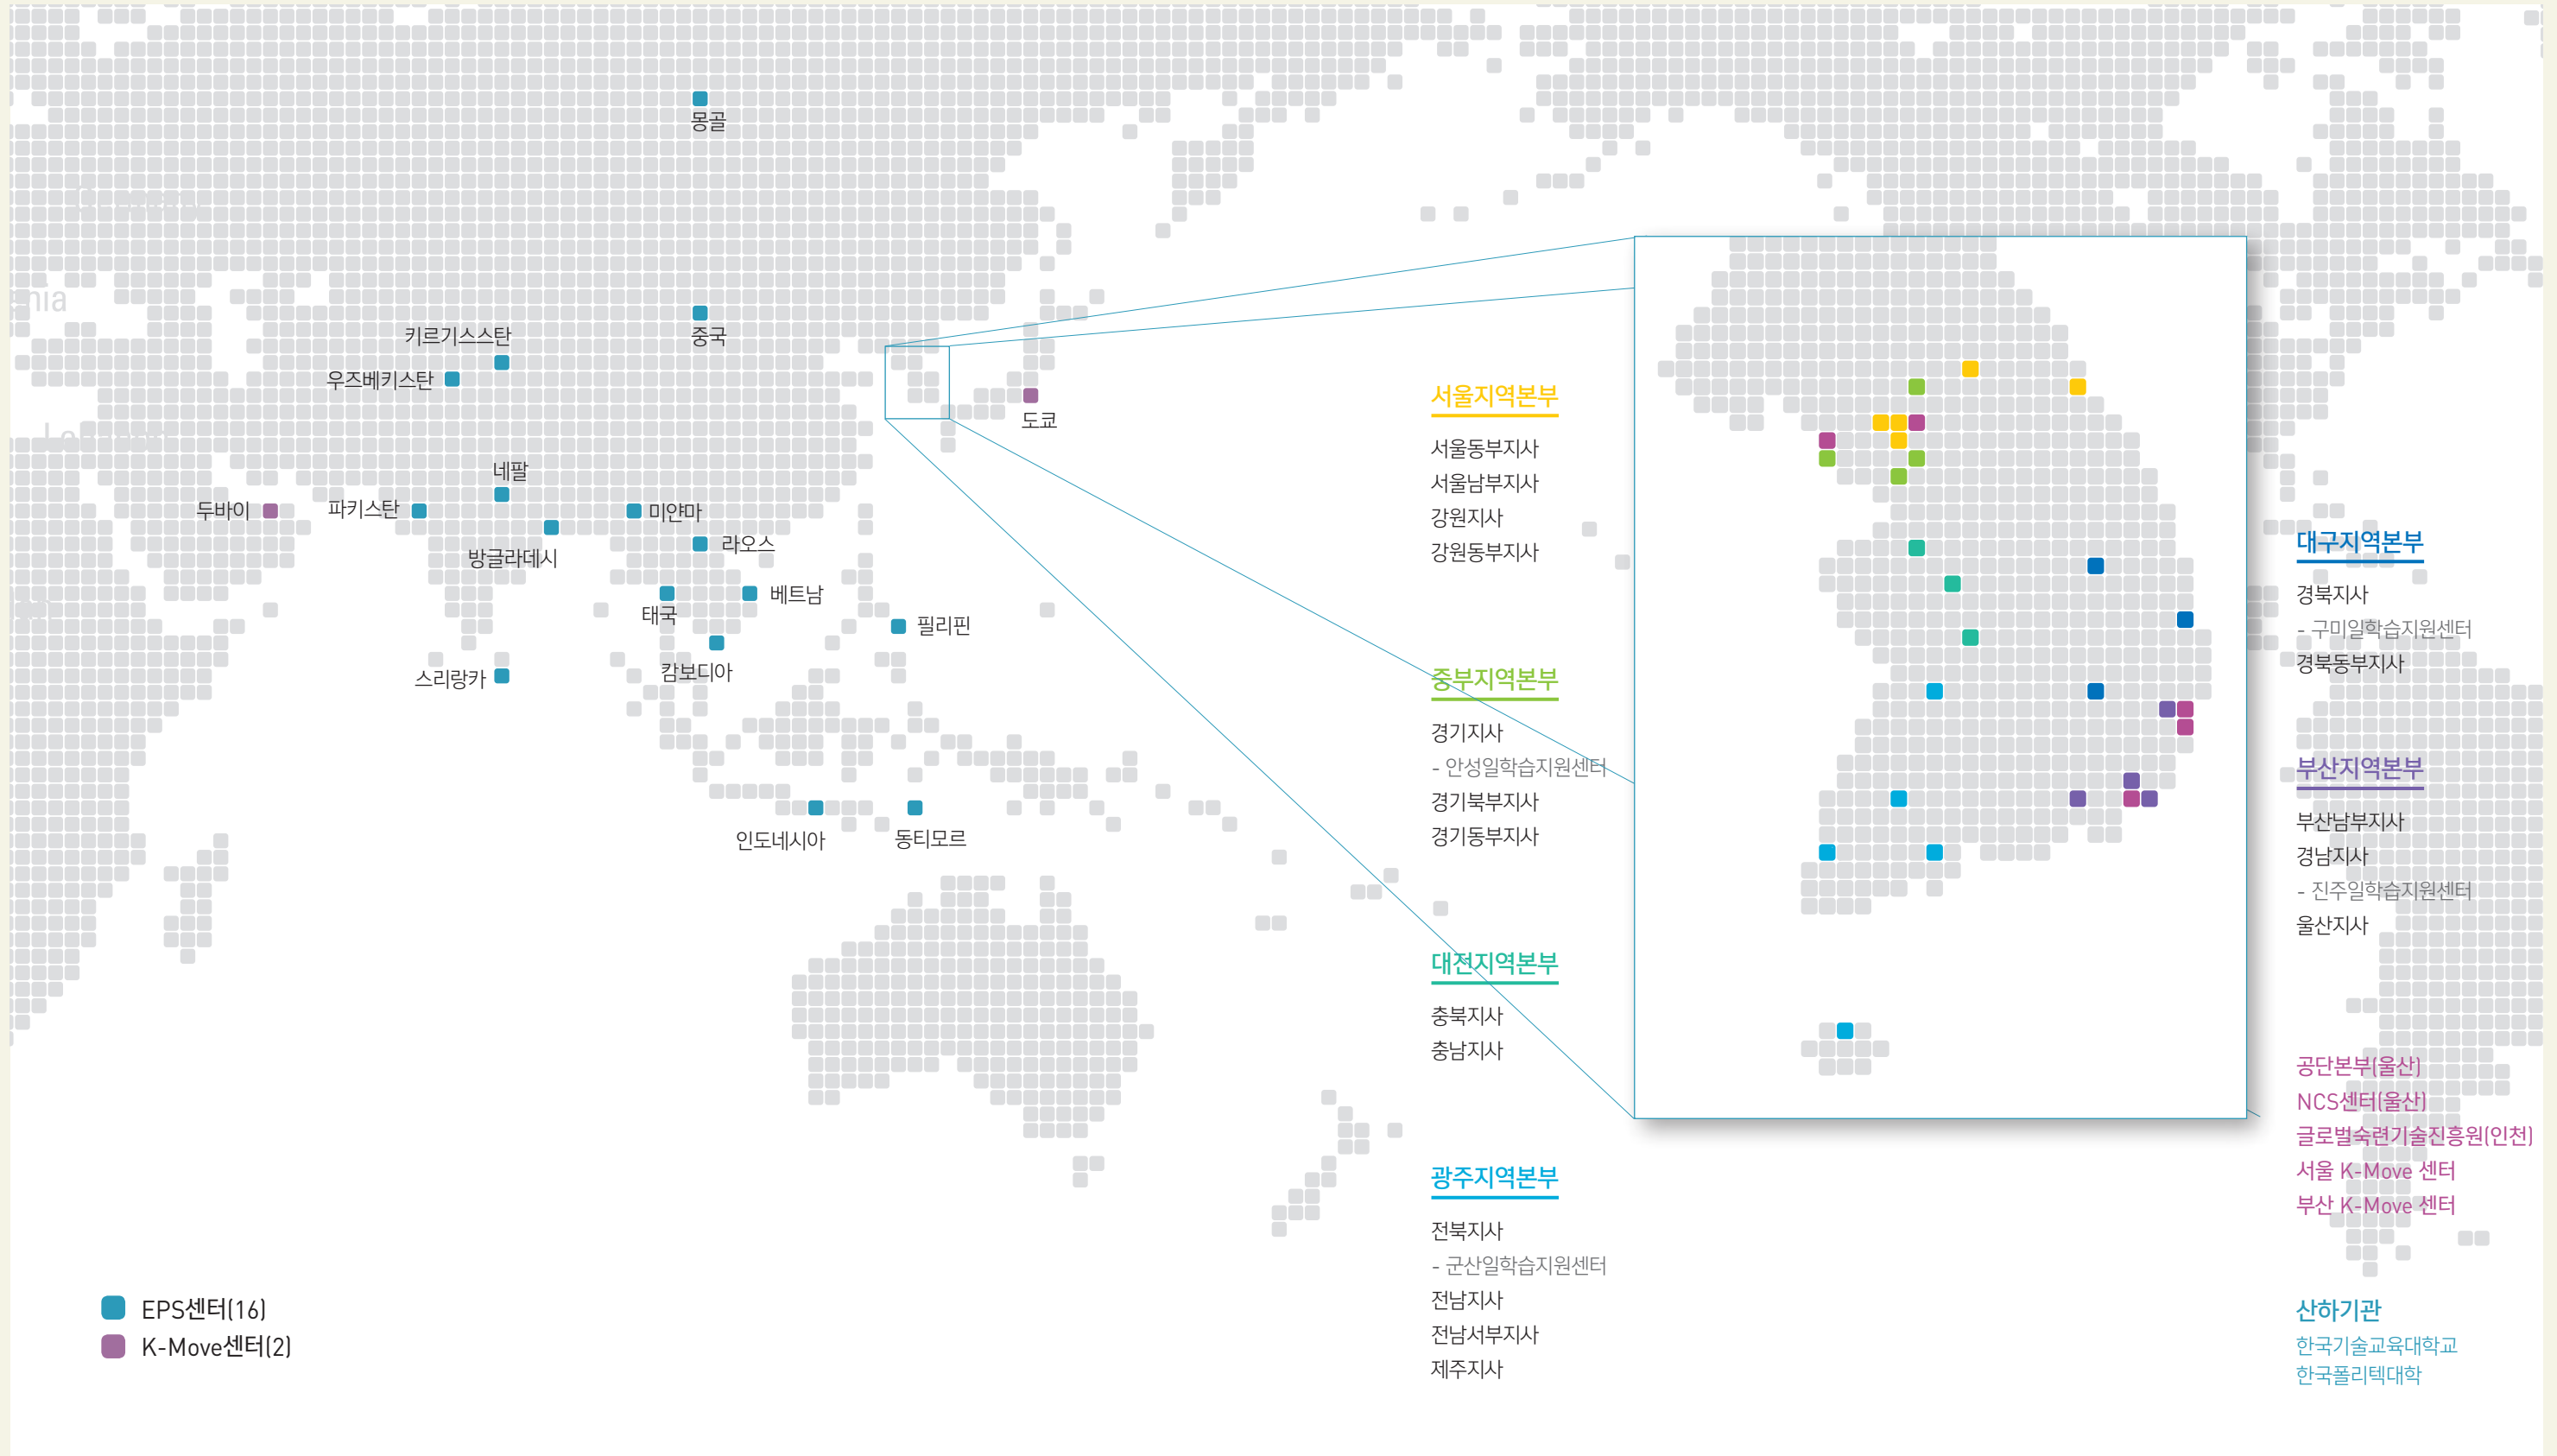 몽골
중국
키르기스스탄
우즈베키스탄
도쿄
네팔
두바이
파키스탄
미얀마
방글라데시
라오스
태국
베트남
필리핀
스리랑카
캄보디아
인도네시아
동티모르
EPS센터(16)
K-Move센터(2)
서울지역본부
서울동부지사
서울남부지사
강원지사
강원동부지사
중부지역본부
경기지사
- 안성일학습지원센터
경기북부지사
경기동부지사
대전지역본부
충북지사
충남지사
광주지역본부
전북지사
- 군산일학습지원센터
전남지사
전남서부지사
제주지사
대구지역본부
경북지사
- 구미일학습지원센터
경북동부지사
부산지역본부
부산남부지사
경남지사
- 진주일학습지원센터
울산지사
공단본부(울산)
NCS센터(울산)
글로벌숙련기술진흥원(인천)
서울 K-Move 센터
부산 K-Move 센터
산하기관
한국기술교육대학교
한국폴리텍대학